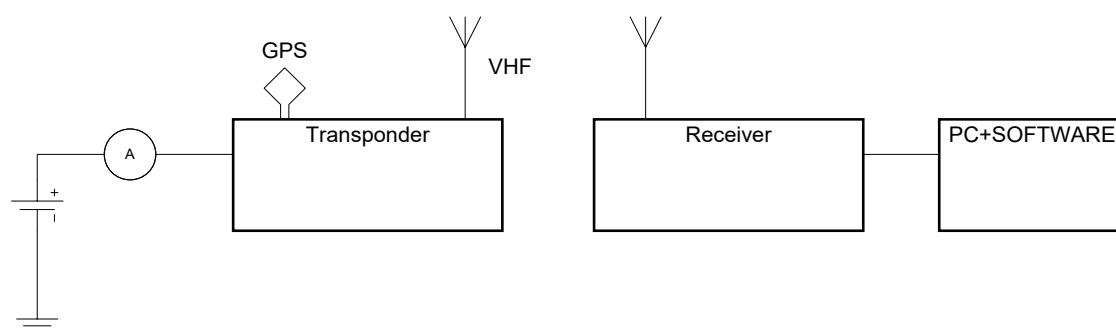 GPS
VHF
Transponder
Receiver
PC+SOFTWARE
A
+
-